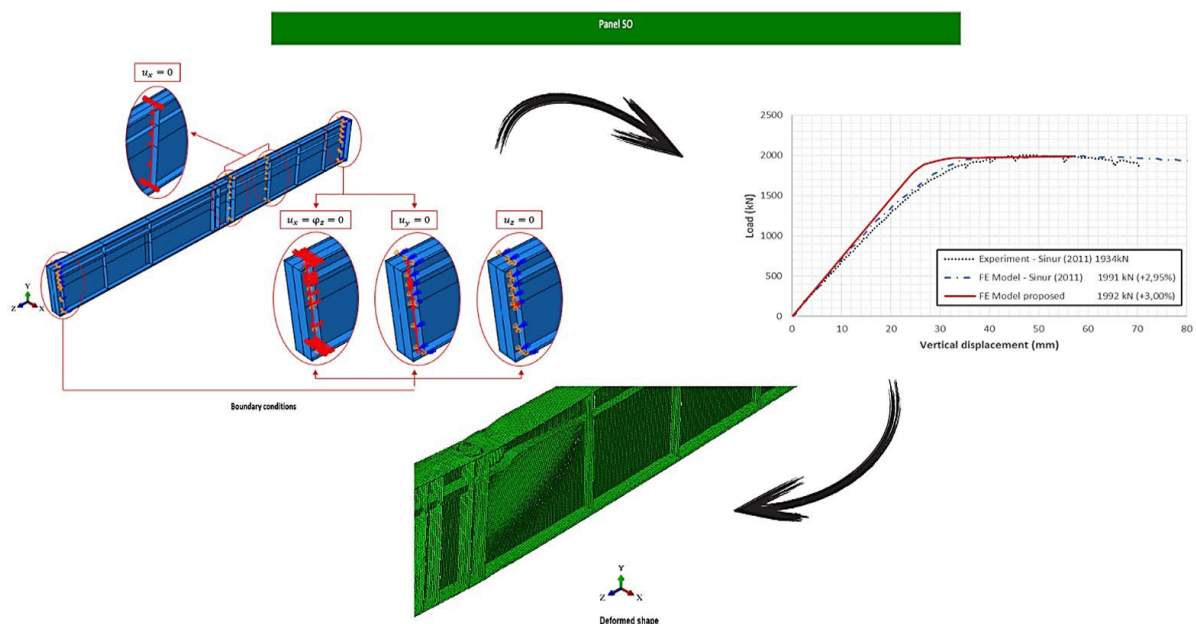 Panel SO
u_x = 0
u_x = φ_z = 0
u_y = 0
u_z = 0
Y
Z
X
Boundary conditions
2500
2000
1500
1000
500
0
Load (kN)
0
10
20
30
40
50
60
70
80
Vertical displacement (mm)
Experiment - Sinur (2011) 1934kN
FE Model - Sinur (2011) 1991 kN (+2,95%)
FE Model proposed 1992 kN (+3,00%)
Y
Z
X
Deformed shape